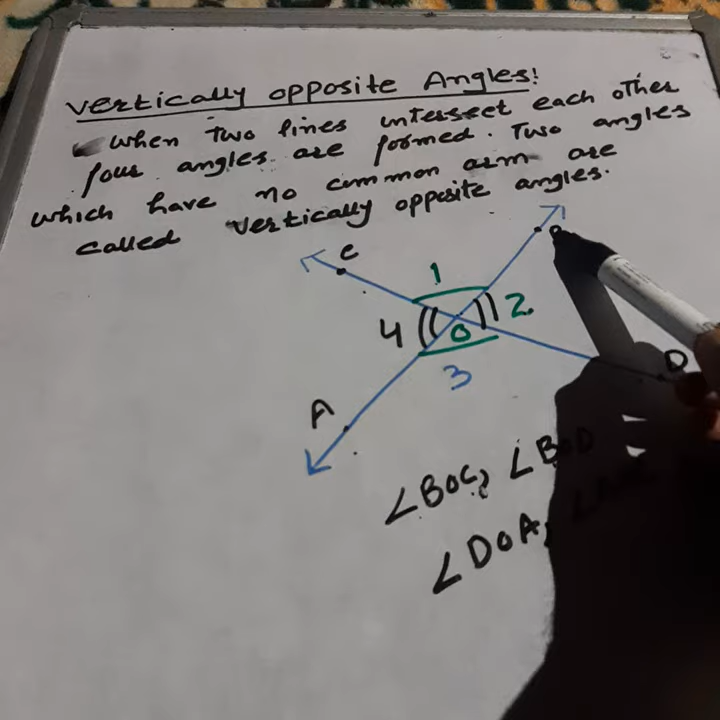 Vertically opposite Angles!
When two lines intersect each other
four angles are formed. Two angles
which have no common arm are
called vertically opposite angles.
C
1
4
2
O
3
A
D
∠BOC, ∠BOD
∠DOA,